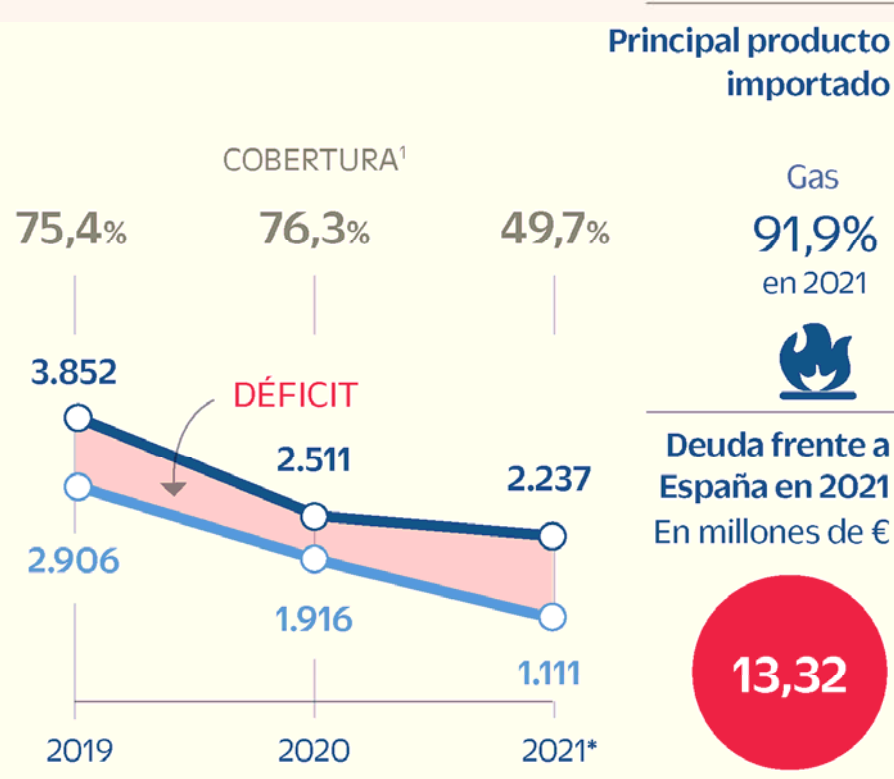 COBERTURA¹
75,4%
76,3%
49,7%
3.852
DÉFICIT
2.511
2.237
2.906
1.916
1.111
2019
2020
2021*
Principal producto
importado
Gas
91,9%
en 2021
Deuda frente a
España en 2021
En millones de €
13,32